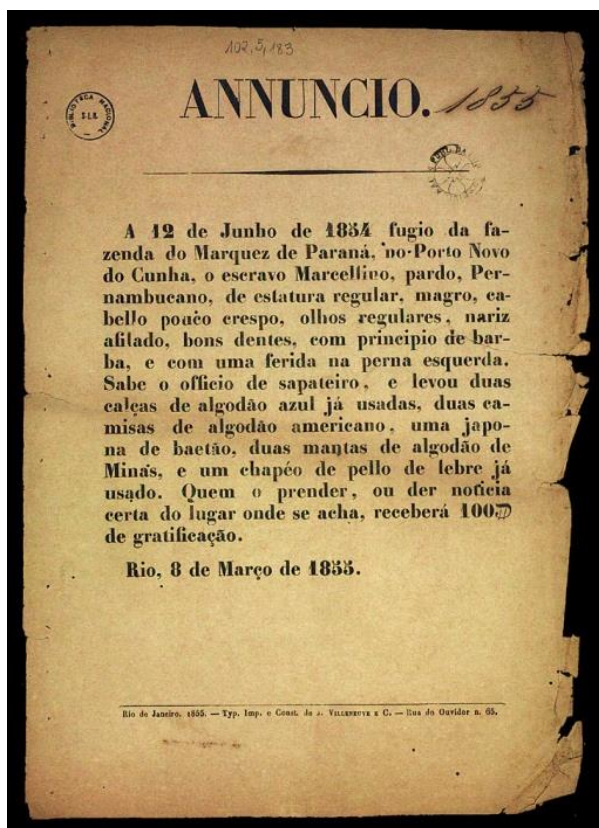 102,5,183
ANNUNCIO. 1855
BIBLIOTECA NACIONAL
A 12 de Junho de 1854 fugio da fa-
zenda do Marquez de Paraná, no Porto Novo
do Cunha, o escravo Marcellino, pardo, Per-
nambucano, de estatura regular, magro, ca-
bello pouco crespo, olhos regulares, nariz
afilado, bons dentes, com principio de bar-
ba, e com uma ferida na perna esquerda.
Sabe o officio de sapateiro, e levou duas
calças de algodão azul já usadas, duas ca-
misas de algodão americano, uma japo-
na de baetão, duas mantas de algodão de
Minas, e um chapéo de pello de lebre já
usado. Quem o prender, ou der noticia
certa do lugar onde se acha, receberá 100$
de gratificação.
Rio, 8 de Março de 1855.
Rio de Janeiro, 1855. — Typ. Imp. e Const. de J. VILLENEUVE E C. — Rua do Ouvidor n. 65.